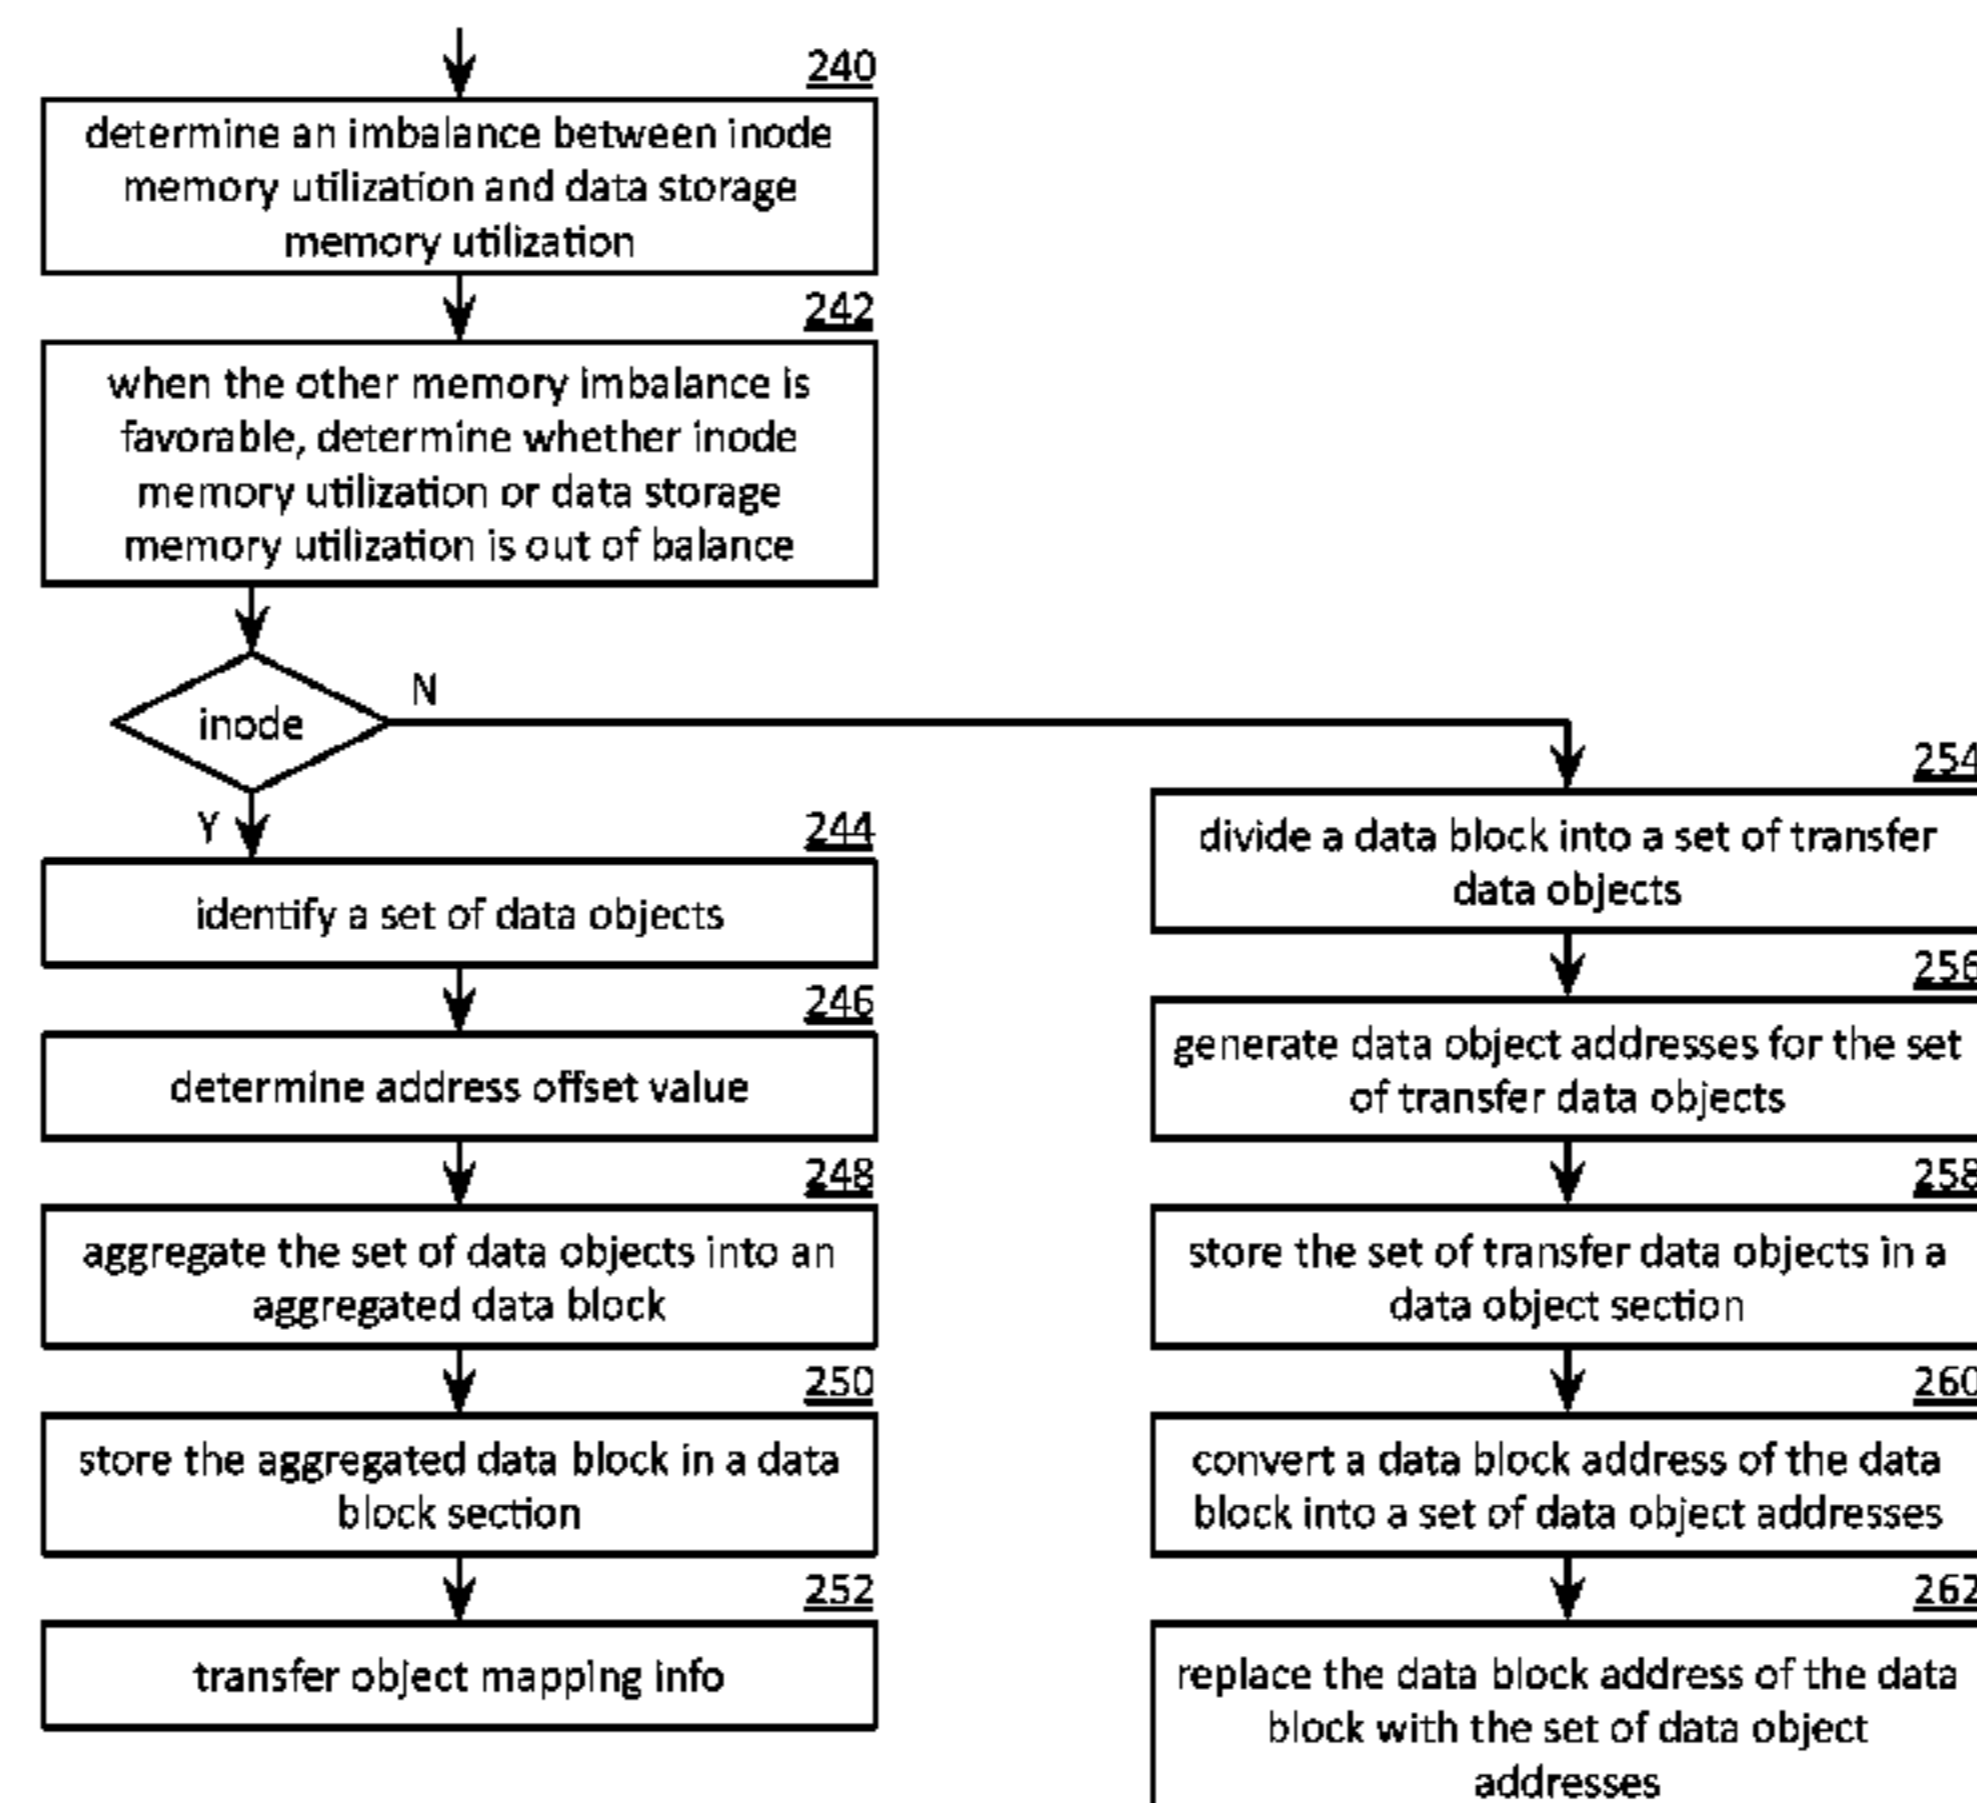 240
determine an imbalance between inode
memory utilization and data storage
memory utilization
242
when the other memory imbalance is
favorable, determine whether inode
memory utilization or data storage
memory utilization is out of balance
inode
N
Y
244
identify a set of data objects
246
determine address offset value
248
aggregate the set of data objects into an
aggregated data block
250
store the aggregated data block in a data
block section
252
transfer object mapping info
254
divide a data block into a set of transfer
data objects
256
generate data object addresses for the set
of transfer data objects
258
store the set of transfer data objects in a
data object section
260
convert a data block address of the data
block into a set of data object addresses
262
replace the data block address of the data
block with the set of data object
addresses